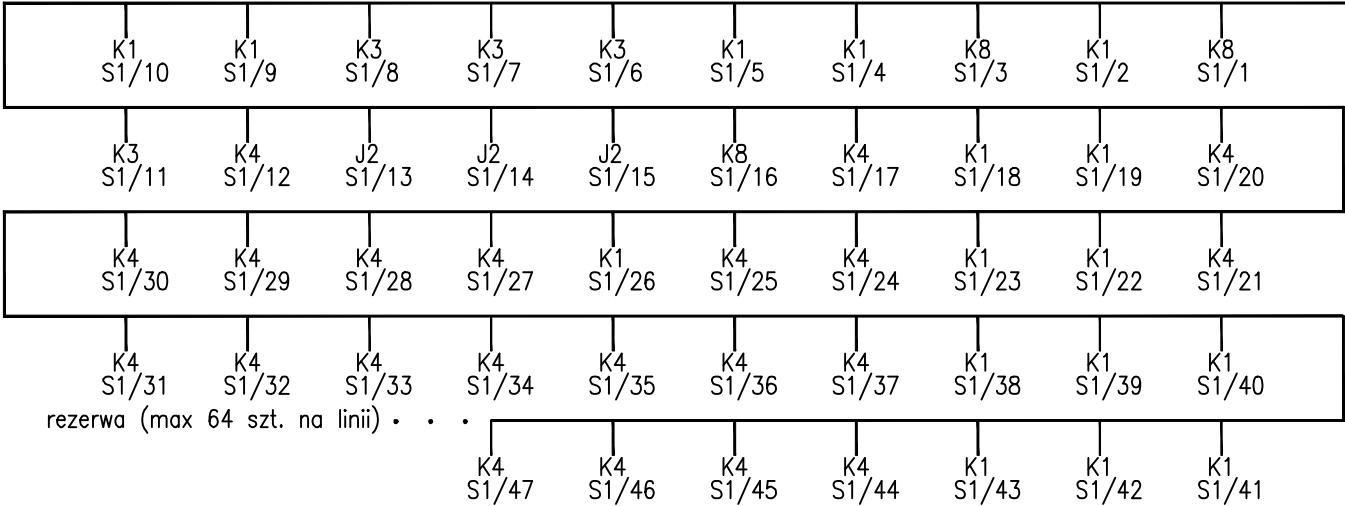 K1 K1 K3 K3 K3 K1 K1 K8 K1 K8
S1/10 S1/9 S1/8 S1/7 S1/6 S1/5 S1/4 S1/3 S1/2 S1/1
K3 K4 J2 J2 J2 K8 K4 K1 K1 K4
S1/11 S1/12 S1/13 S1/14 S1/15 S1/16 S1/17 S1/18 S1/19 S1/20
K4 K4 K4 K4 K1 K4 K4 K1 K1 K4
S1/30 S1/29 S1/28 S1/27 S1/26 S1/25 S1/24 S1/23 S1/22 S1/21
K4 K4 K4 K4 K4 K4 K4 K1 K1 K1
S1/31 S1/32 S1/33 S1/34 S1/35 S1/36 S1/37 S1/38 S1/39 S1/40
rezerwa (max 64 szt. na linii) . . .
K4 K4 K4 K4 K1 K1 K1
S1/47 S1/46 S1/45 S1/44 S1/43 S1/42 S1/41